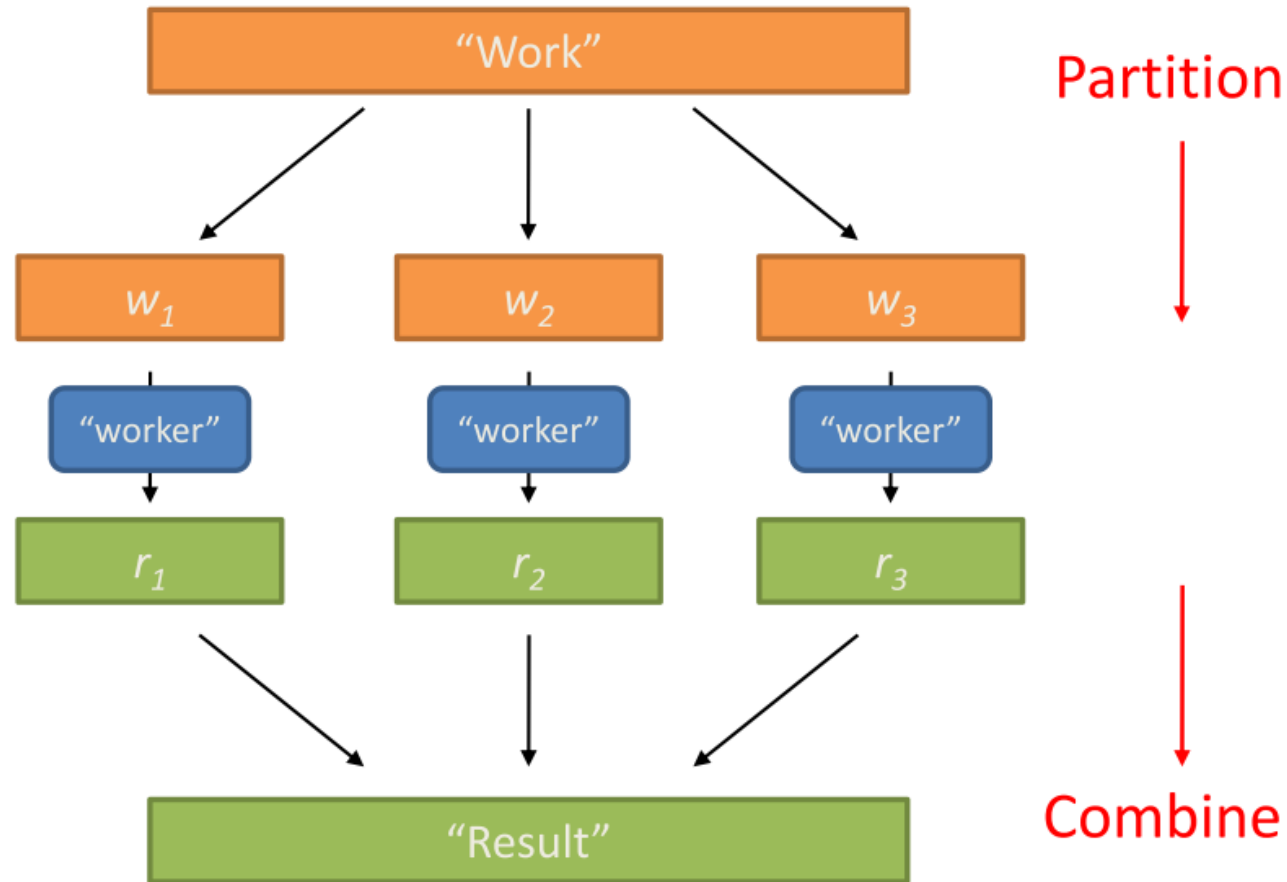 “Work”
Partition
w₁ w₂ w₃
“worker” “worker” “worker”
r₁ r₂ r₃
“Result”
Combine